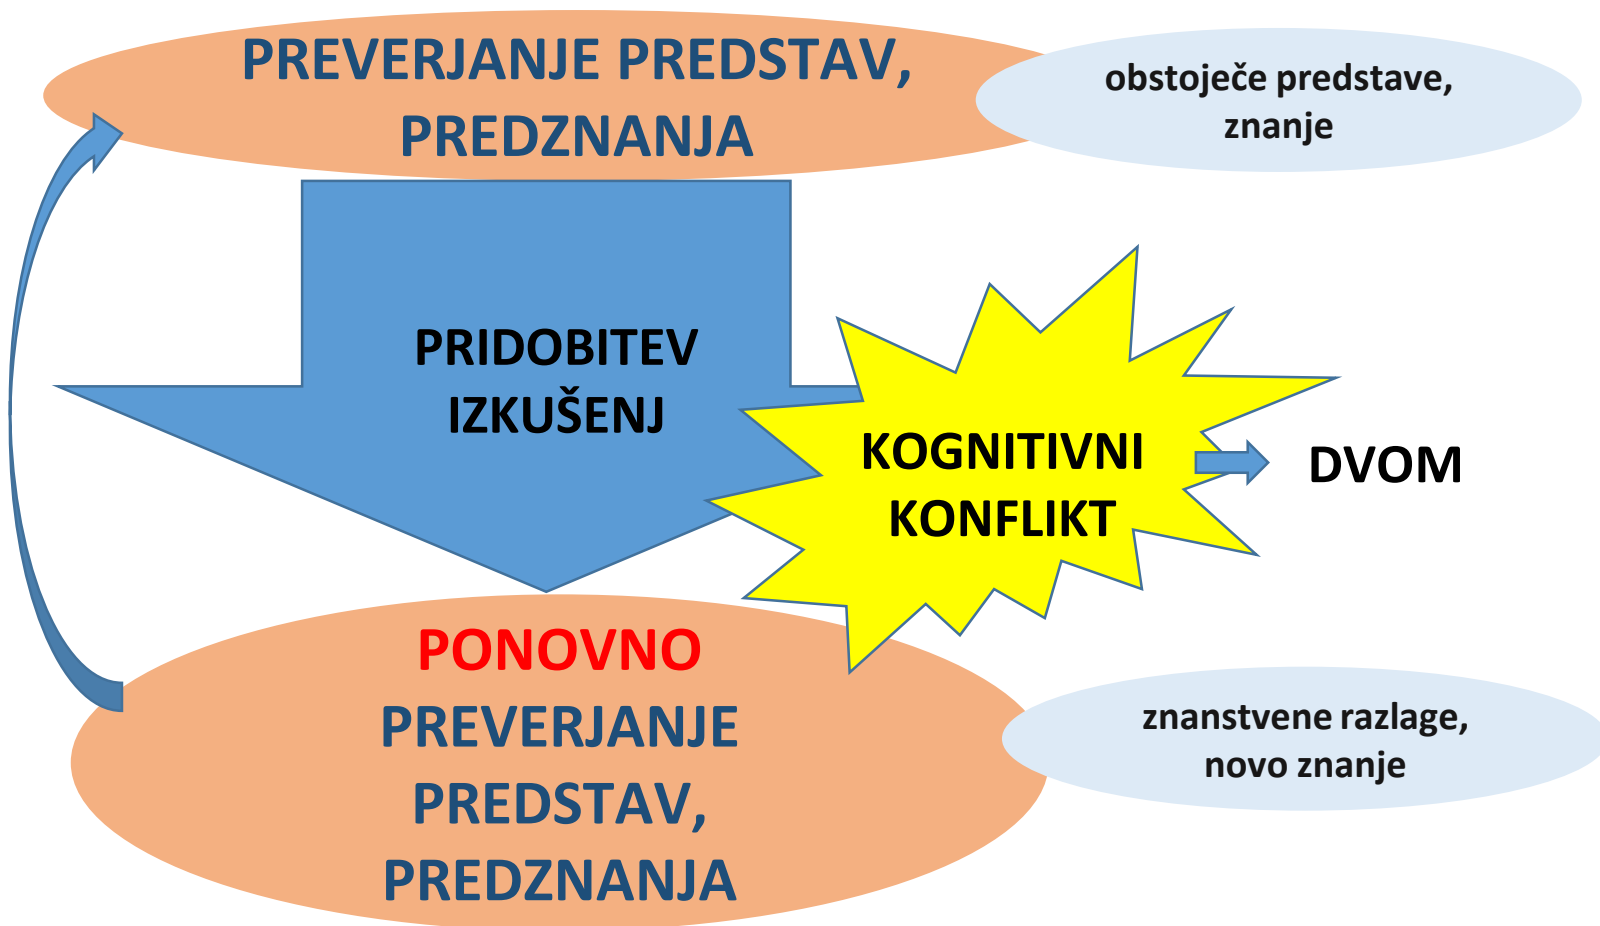 PREVERJANJE PREDSTAV,
PREDZNANJA
obstoječe predstave,
znanje
PRIDOBITEV
IZKUŠENJ
KOGNITIVNI
KONFLIKT
DVOM
PONOVNO
PREVERJANJE
PREDSTAV,
PREDZNANJA
znanstvene razlage,
novo znanje